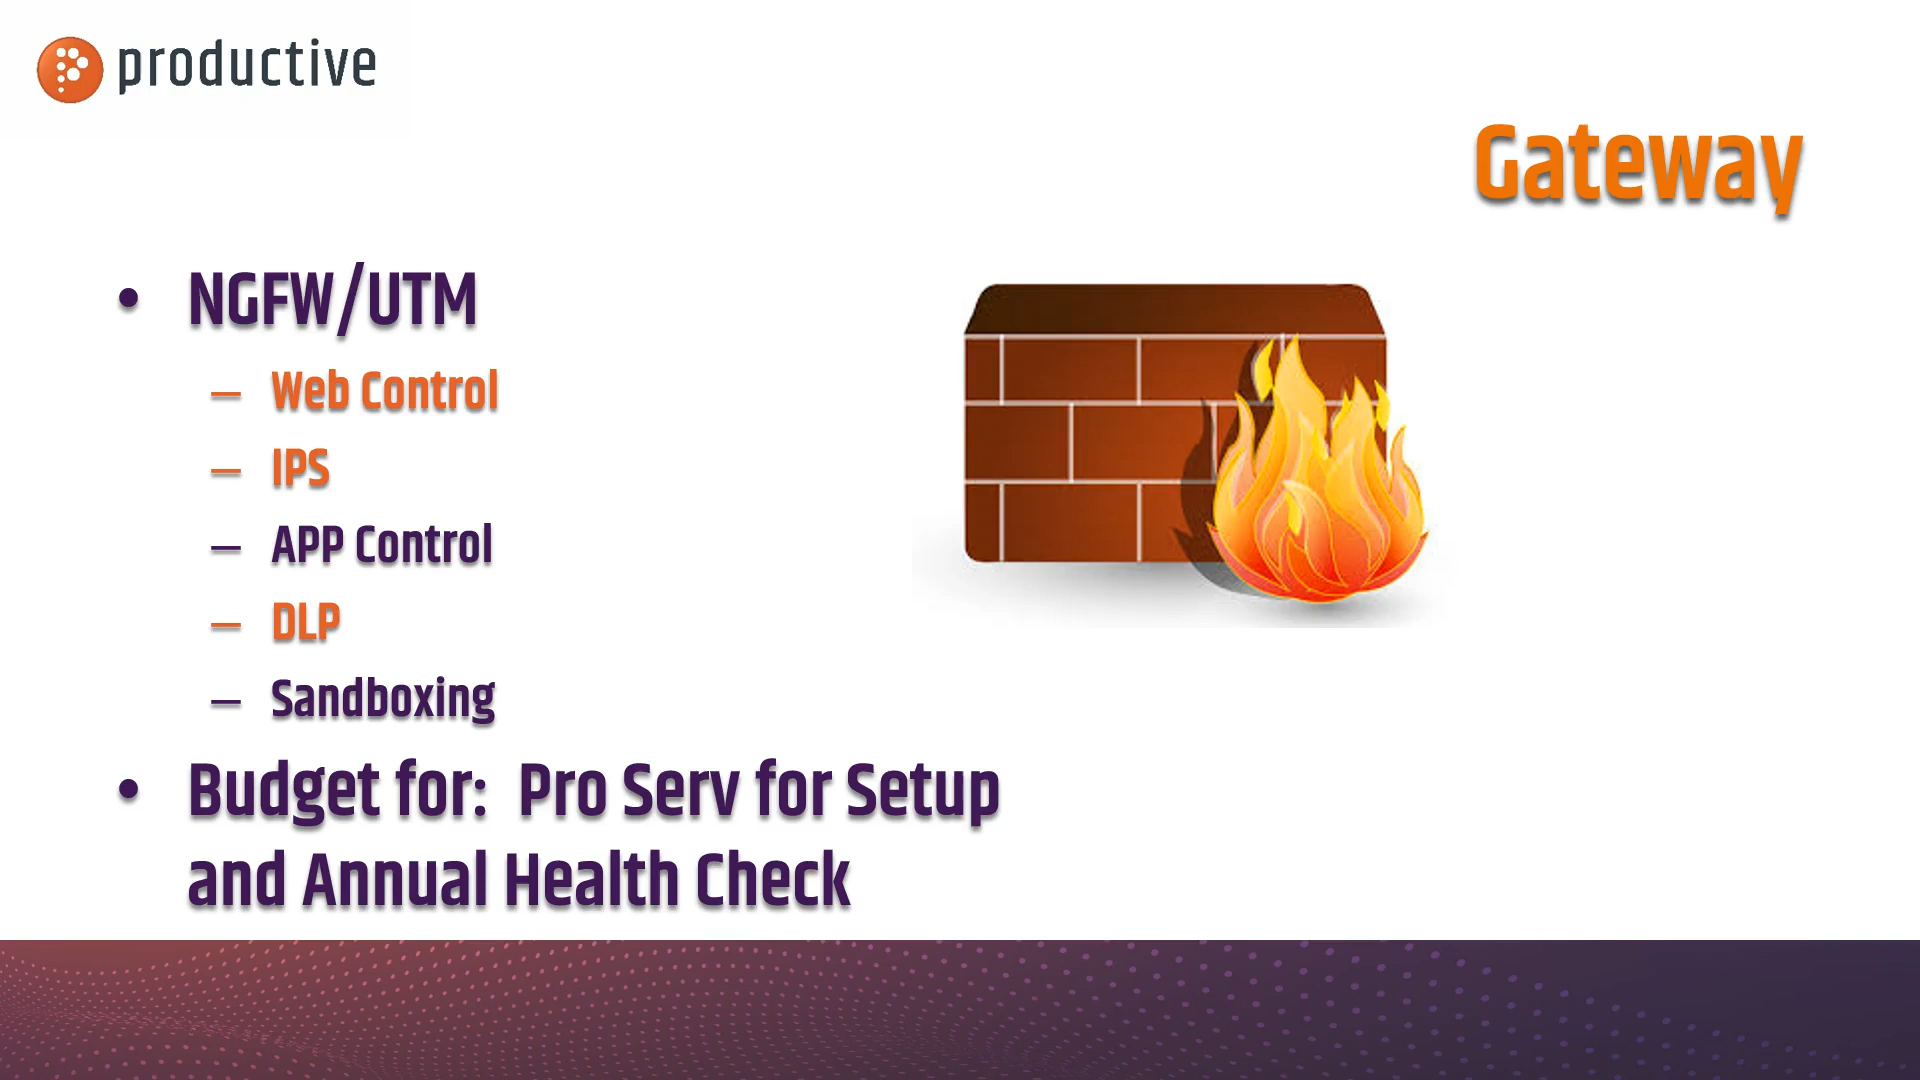 productive
Gateway
• NGFW/UTM
– Web Control
– IPS
– APP Control
– DLP
– Sandboxing
• Budget for:  Pro Serv for Setup
and Annual Health Check